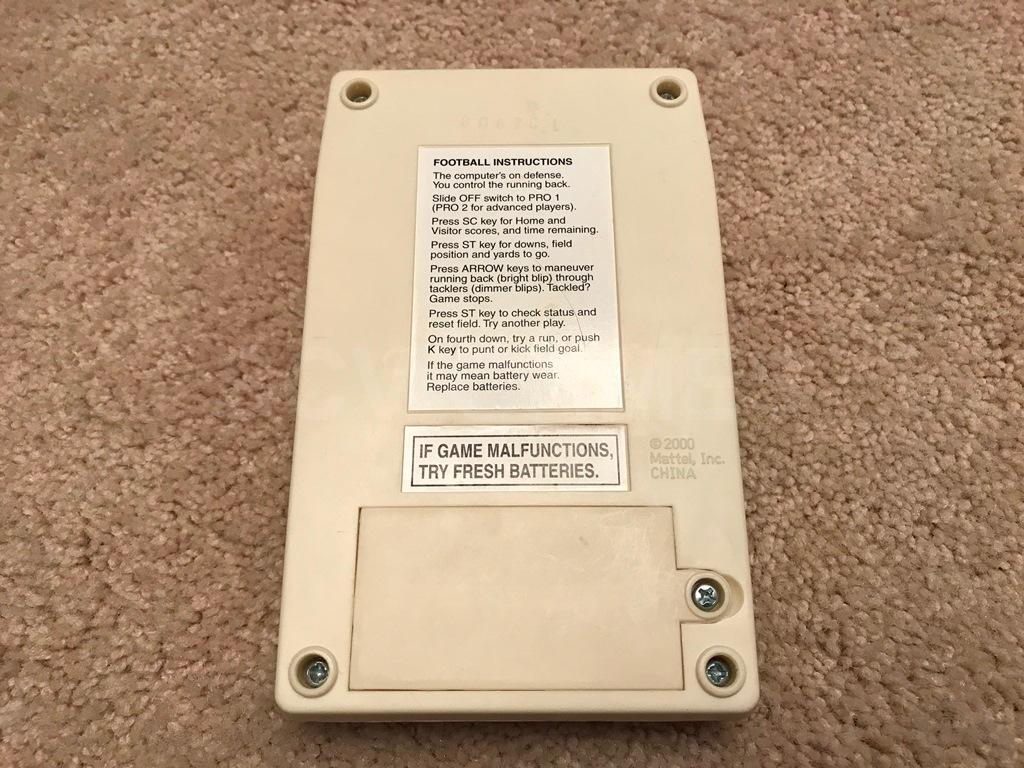 FOOTBALL INSTRUCTIONS
The computer's on defense.
You control the running back.
Slide OFF switch to PRO 1
(PRO 2 for advanced players).
Press SC key for Home and
Visitor scores, and time remaining.
Press ST key for downs, field
position and yards to go.
Press ARROW keys to maneuver
running back (bright blip) through
tacklers (dimmer blips). Tackled?
Game stops.
Press ST key to check status and
reset field. Try another play.
On fourth down, try a run, or push
K key to punt or kick field goal.
If the game malfunctions
it may mean battery wear.
Replace batteries.
IF GAME MALFUNCTIONS,
TRY FRESH BATTERIES.
© 2000
Mattel, Inc.
CHINA